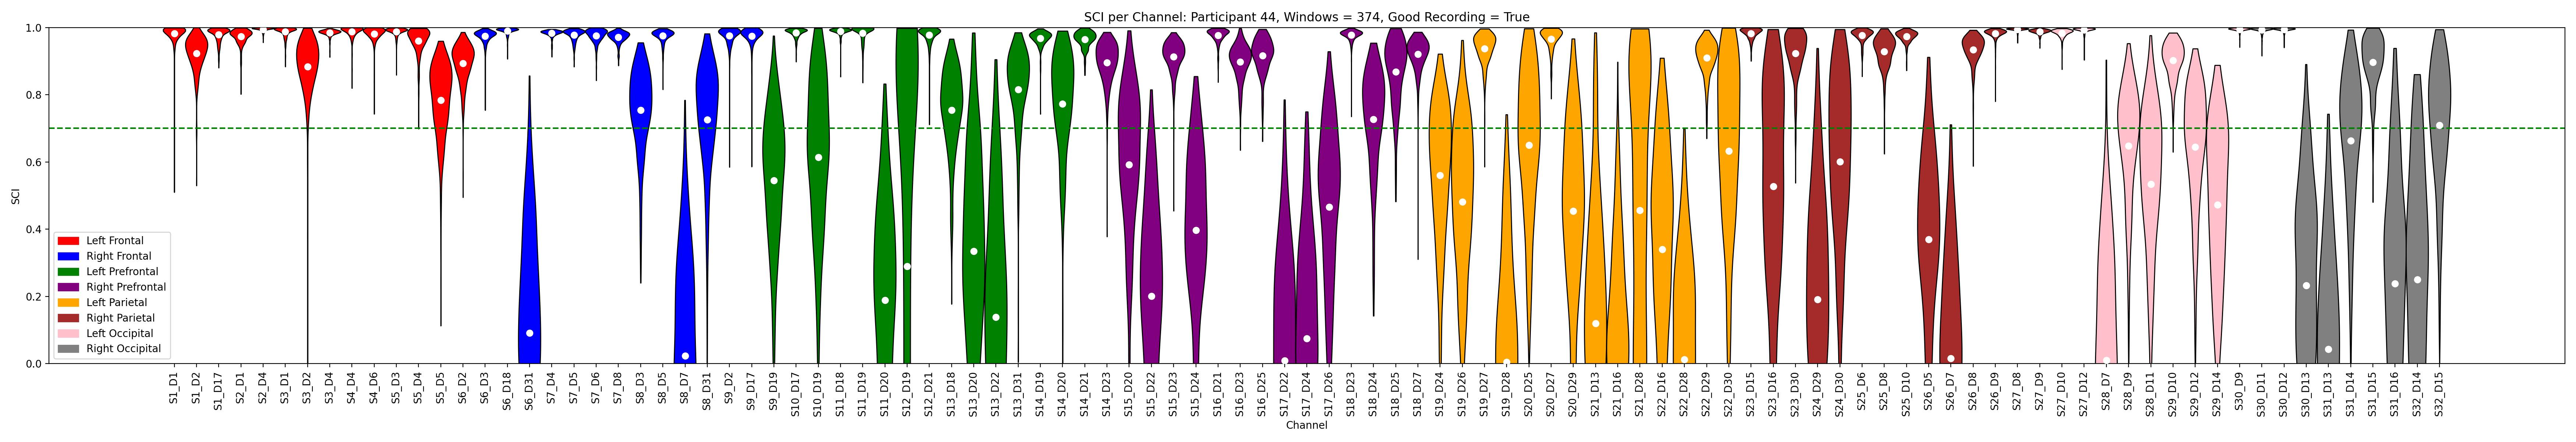 SCI per Channel: Participant 44, Windows = 374, Good Recording = True
1.0
0.8
0.6
0.4
0.2
0.0
SCI
Left Frontal
Right Frontal
Left Prefrontal
Right Prefrontal
Left Parietal
Right Parietal
Left Occipital
Right Occipital
S1_D1
S1_D2
S1_D17
S2_D1
S2_D4
S3_D1
S3_D2
S3_D4
S4_D4
S4_D6
S5_D3
S5_D4
S5_D5
S6_D2
S6_D3
S6_D18
S6_D31
S7_D4
S7_D5
S7_D6
S7_D8
S8_D3
S8_D5
S8_D7
S8_D31
S9_D2
S9_D17
S9_D19
S10_D17
S10_D19
S11_D18
S11_D19
S11_D20
S12_D19
S12_D21
S13_D18
S13_D20
S13_D22
S13_D31
S14_D19
S14_D20
S14_D21
S14_D23
S15_D20
S15_D22
S15_D23
S15_D24
S16_D21
S16_D23
S16_D25
S17_D22
S17_D24
S17_D26
S18_D23
S18_D24
S18_D25
S18_D27
S19_D24
S19_D26
S19_D27
S19_D28
S20_D25
S20_D27
S20_D29
S21_D13
S21_D16
S21_D28
S22_D16
S22_D28
S22_D29
S22_D30
S23_D15
S23_D16
S23_D30
S24_D29
S24_D30
S25_D6
S25_D8
S25_D10
S26_D5
S26_D7
S26_D8
S26_D9
S27_D8
S27_D9
S27_D10
S27_D12
S28_D7
S28_D9
S28_D11
S29_D10
S29_D12
S29_D14
S30_D9
S30_D11
S30_D12
S30_D13
S31_D13
S31_D14
S31_D15
S31_D16
S32_D14
S32_D15
Channel